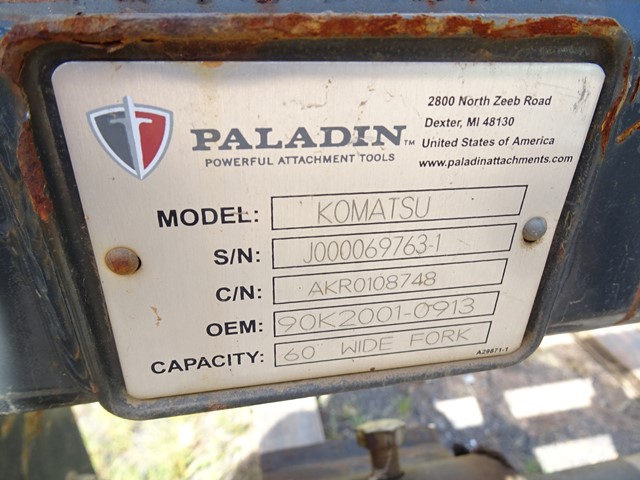 2800 North Zeeb Road
Dexter, MI 48130
United States of America
www.paladinattachments.com
PALADIN™
POWERFUL ATTACHMENT TOOLS
MODEL: KOMATSU
S/N: J000069763-1
C/N: AKR0108748
OEM: 90K2001-0913
CAPACITY: 60" WIDE FORK
A29871-1